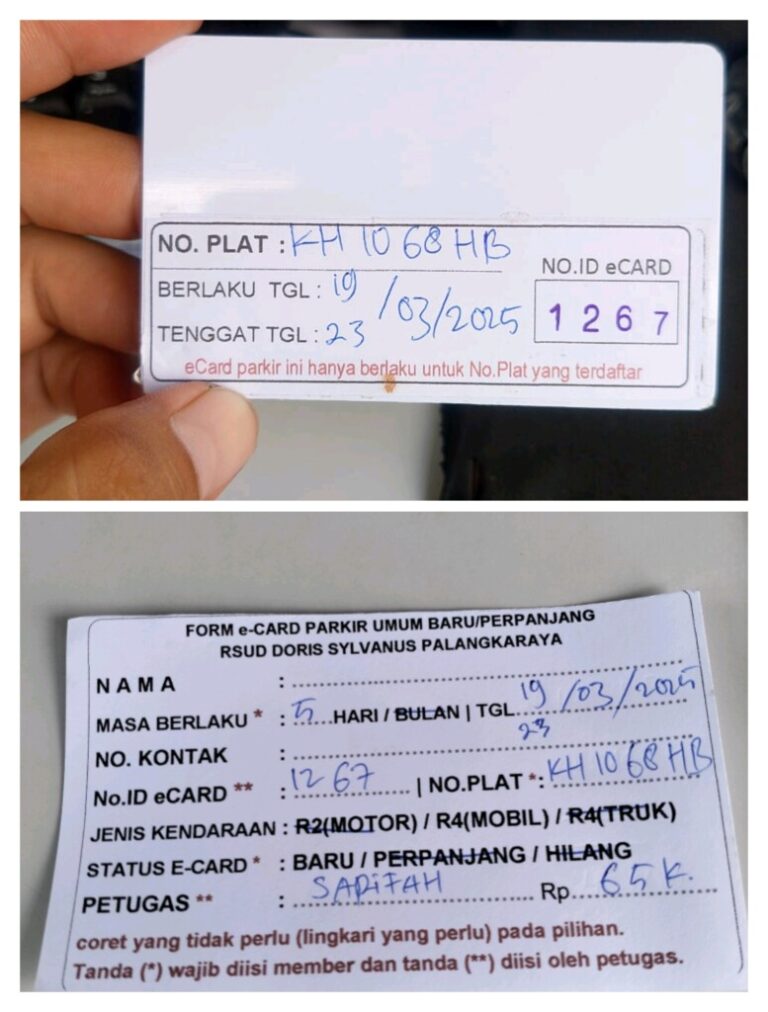 NO. PLAT : KH 1068 HB
BERLAKU TGL : 19
/03/2025
TENGGAT TGL : 23
NO.ID eCARD
1267
eCard parkir ini hanya berlaku untuk No.Plat yang terdaftar
FORM e-CARD PARKIR UMUM BARU/PERPANJANG
RSUD DORIS SYLVANUS PALANGKARAYA
NAMA :
MASA BERLAKU * : 5 HARI / BULAN | TGL 19 /03/2025
23
NO. KONTAK :
No.ID eCARD ** : 1267 | NO.PLAT *: KH 1068 HB
JENIS KENDARAAN : R2(MOTOR) / R4(MOBIL) / R4(TRUK)
STATUS E-CARD * : BARU / PERPANJANG / HILANG
PETUGAS ** : SARIFAH Rp. 65 K.
coret yang tidak perlu (lingkari yang perlu) pada pilihan.
Tanda (*) wajib diisi member dan tanda (**) diisi oleh petugas.